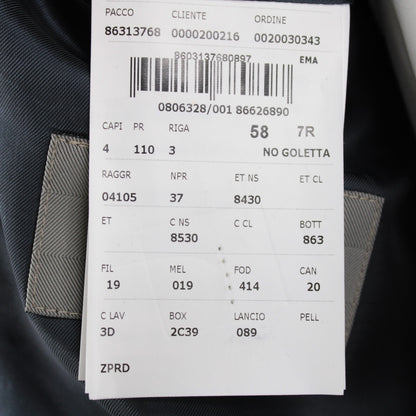 PACCO CLIENTE ORDINE
86313768 0000200216 0020030343
8603137680897 EMA
0806328/001 86626890
CAPI PR RIGA 58 7R
4 110 3 NO GOLETTA
RAGGR NPR ET NS ET CL
04105 37 8430
ET C NS C CL BOTT
8530 863
FIL MEL FOD CAN
19 019 414 20
C LAV BOX LANCIO PELL
3D 2C39 089
ZPRD